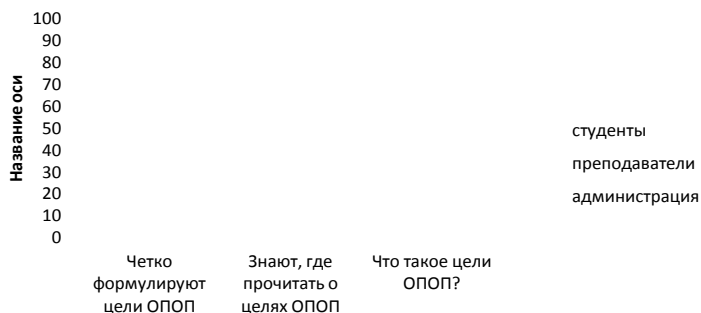 100
90
80
70
60
50
40
30
20
10
0
Название оси
студенты
преподаватели
администрация
Четко
формулируют
цели ОПОП
Знают, где
прочитать о
целях ОПОП
Что такое цели
ОПОП?